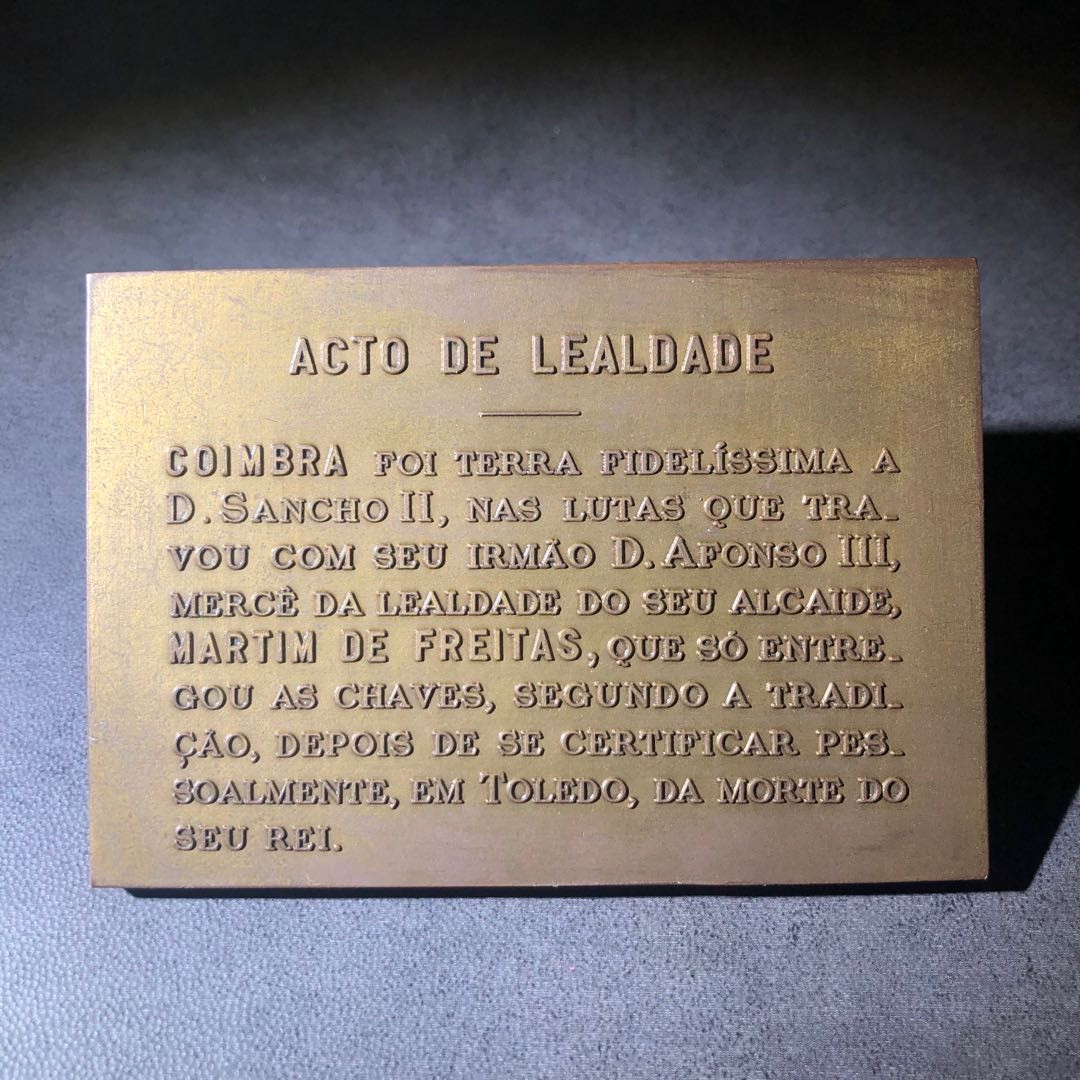 ACTO DE LEALDADE
COIMBRA FOI TERRA FIDELÍSSIMA A
D. SANCHO II, NAS LUTAS QUE TRA-
VOU COM SEU IRMÃO D. AFONSO III,
MERCÊ DA LEALDADE DO SEU ALCAIDE,
MARTIM DE FREITAS, QUE SÓ ENTRE-
GOU AS CHAVES, SEGUNDO A TRADI-
ÇÃO, DEPOIS DE SE CERTIFICAR PES-
SOALMENTE, EM TOLEDO, DA MORTE DO
SEU REI.